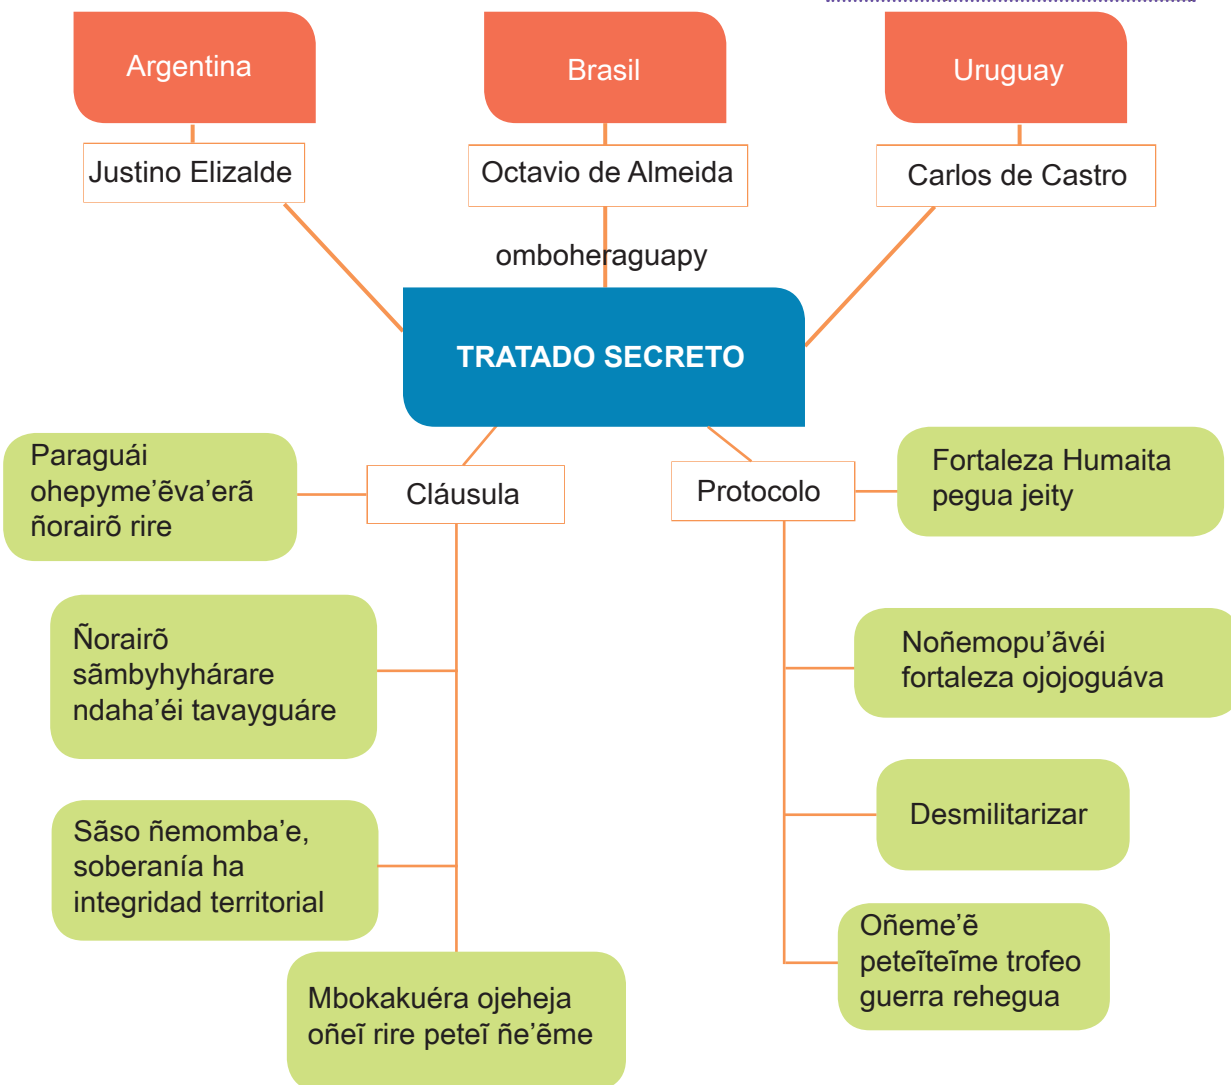 Argentina
Brasil
Uruguay
Justino Elizalde
Octavio de Almeida
Carlos de Castro
omboheraguapy
TRATADO SECRETO
Paraguái
ohepyme’ẽva’erã
ñorairõ rire
Cláusula
Protocolo
Fortaleza Humaita
pegua jeity
Ñorairõ
sãmbyhyhárare
ndaha’éi tavayguáre
Noñemopu’ãvéi
fortaleza ojojoguáva
Sãso ñemomba’e,
soberanía ha
integridad territorial
Desmilitarizar
Mbokakuéra ojeheja
oñeĩ rire peteĩ ñe’ẽme
Oñeme’ẽ
peteĩteĩme trofeo
guerra rehegua